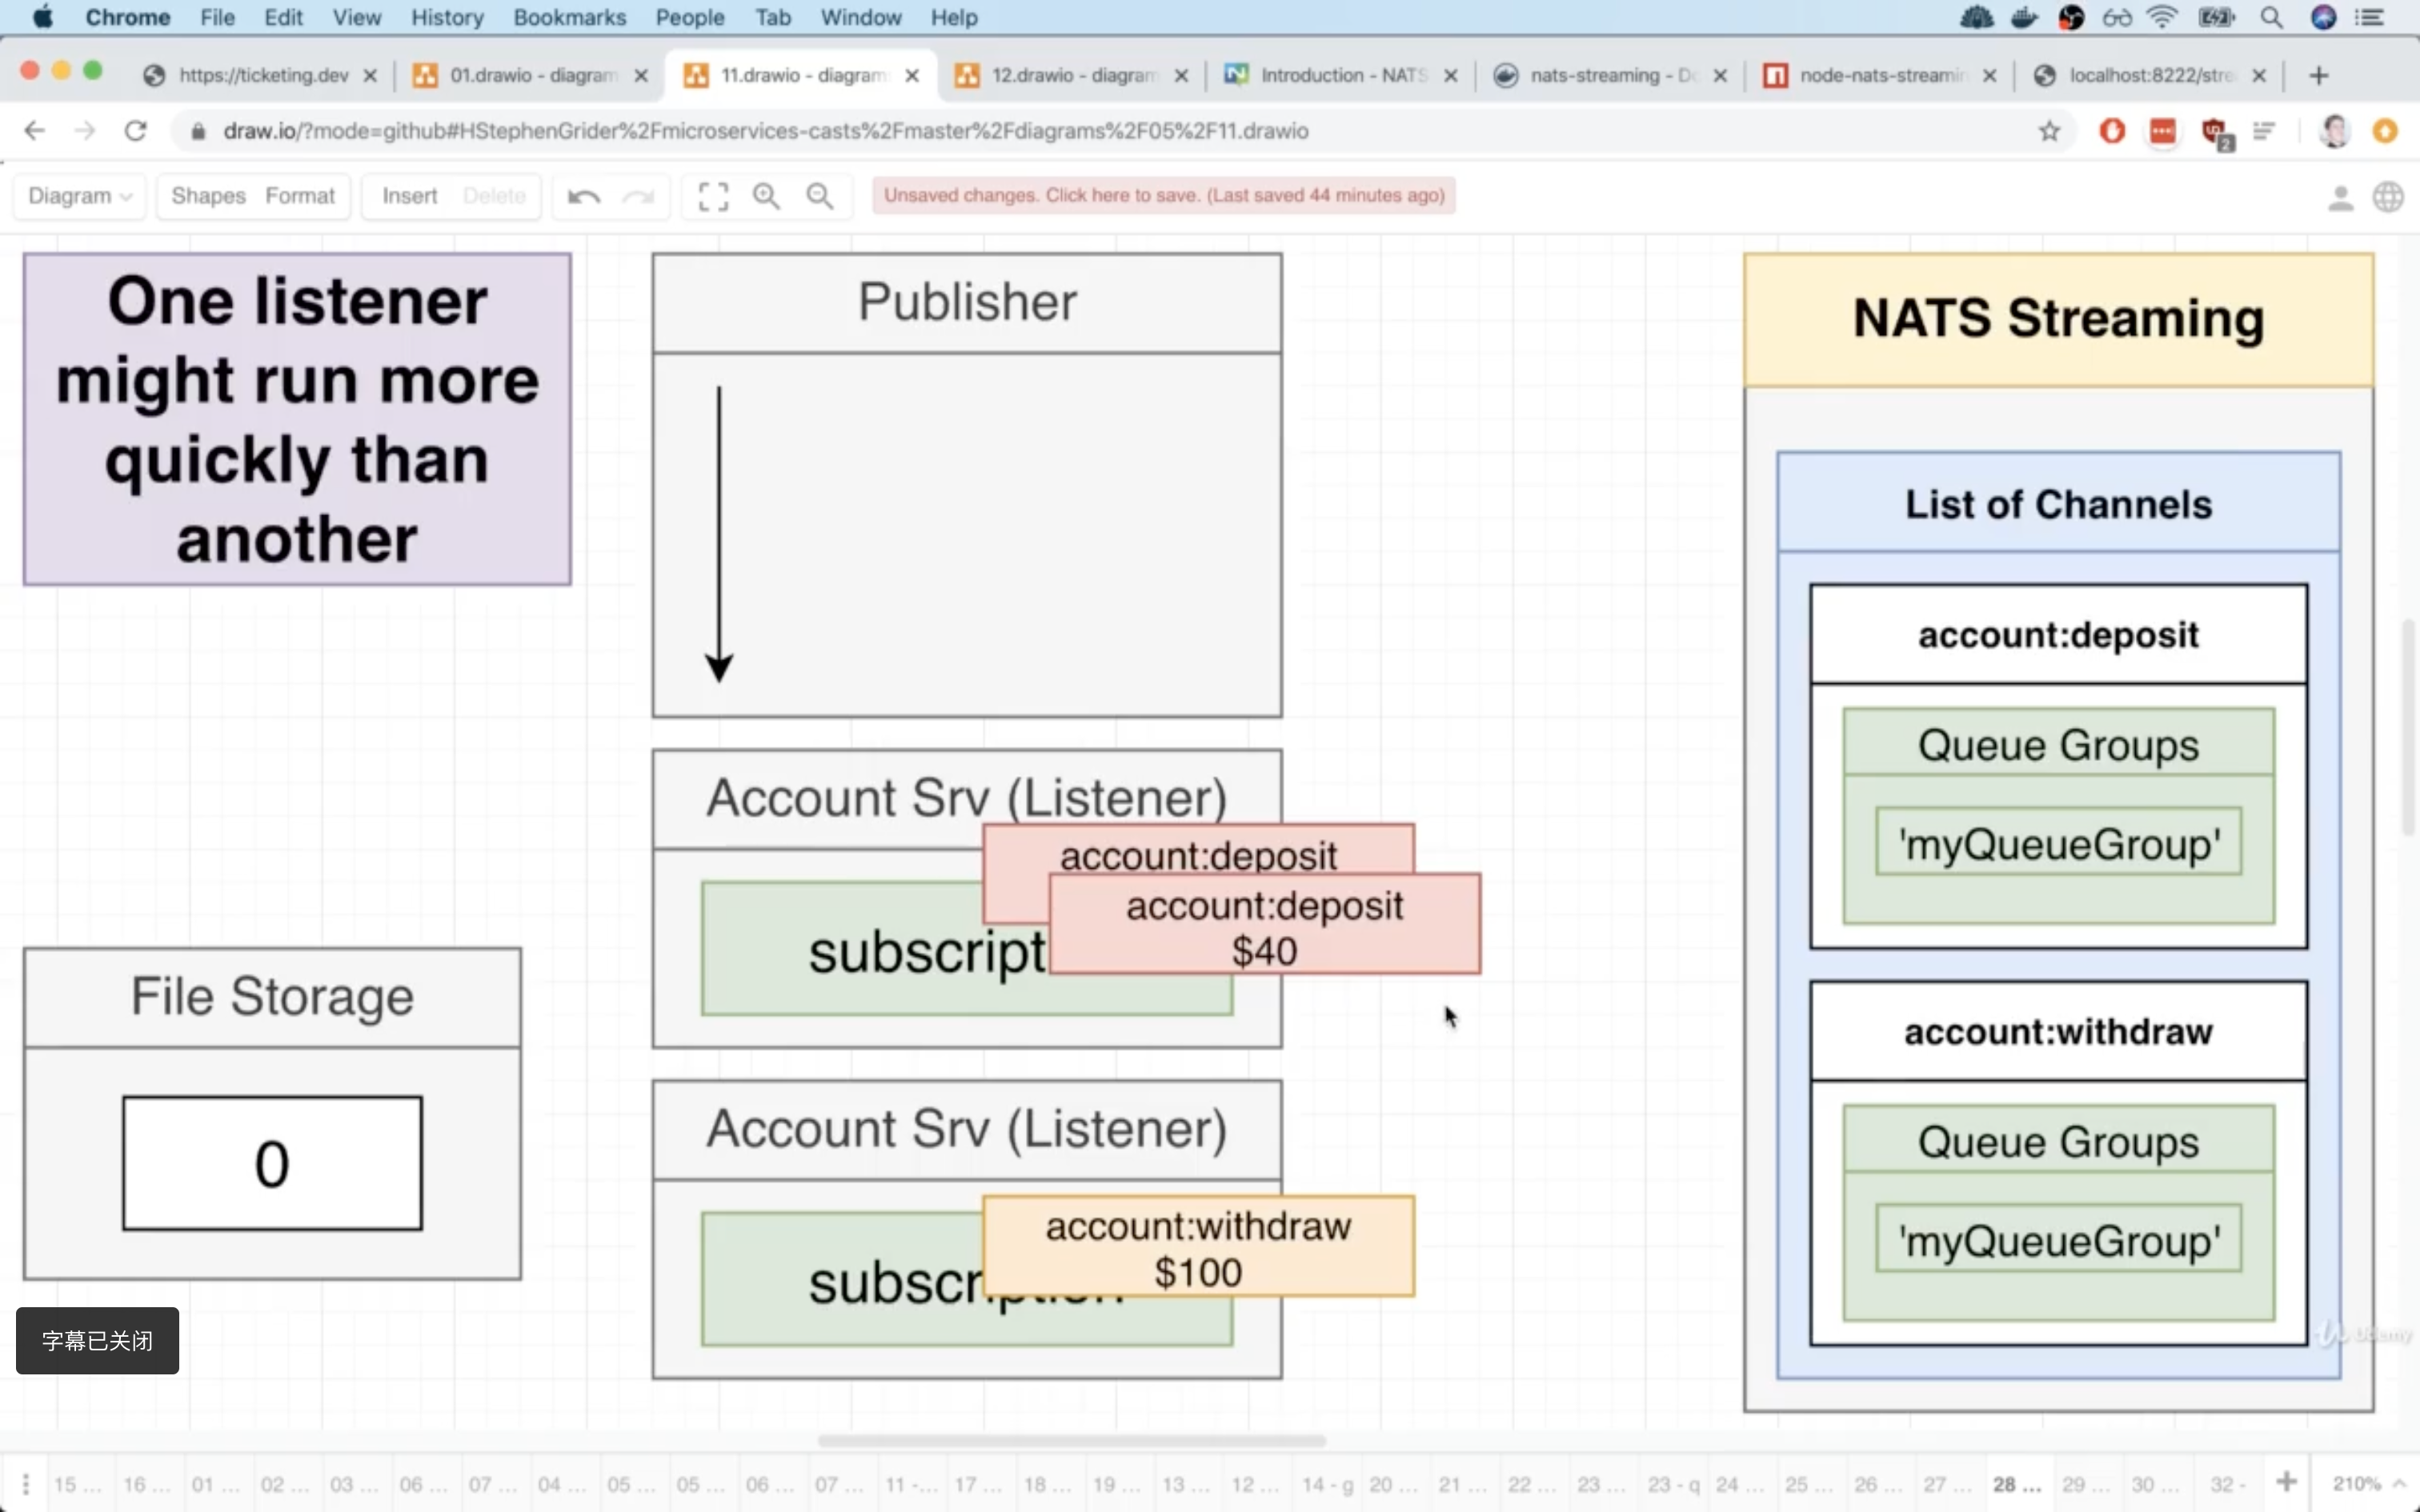 Chrome File Edit View History Bookmarks People Tab Window Help
https://ticketing.dev
01.drawio - diagram
11.drawio - diagram
12.drawio - diagram
Introduction - NATS
nats-streaming - Do
node-nats-streamin
localhost:8222/stre
draw.io/?mode=github#HStephenGrider%2Fmicroservices-casts%2Fmaster%2Fdiagrams%2F05%2F11.drawio
2
Diagram Shapes Format Insert Delete
Unsaved changes. Click here to save. (Last saved 44 minutes ago)
One listener
might run more
quickly than
another
File Storage
0
Publisher
Account Srv (Listener)
account:deposit
account:deposit
$40
subscript
Account Srv (Listener)
account:withdraw
$100
subscription
NATS Streaming
List of Channels
account:deposit
Queue Groups
'myQueueGroup'
account:withdraw
Queue Groups
'myQueueGroup'
Udemy
字幕已关闭
15 ... 16 ... 01 ... 02 ... 03 ... 06 ... 07 ... 04 ... 05 ... 05 ... 06 ... 07 ... 11 -... 17 ... 18 ... 19 ... 13 ... 12 ... 14 - g 20 ... 21 ... 22 ... 23 ... 23 - q 24 ... 25 ... 26 ... 27 ... 28 ... 29 ... 30 ... 32 - 210%